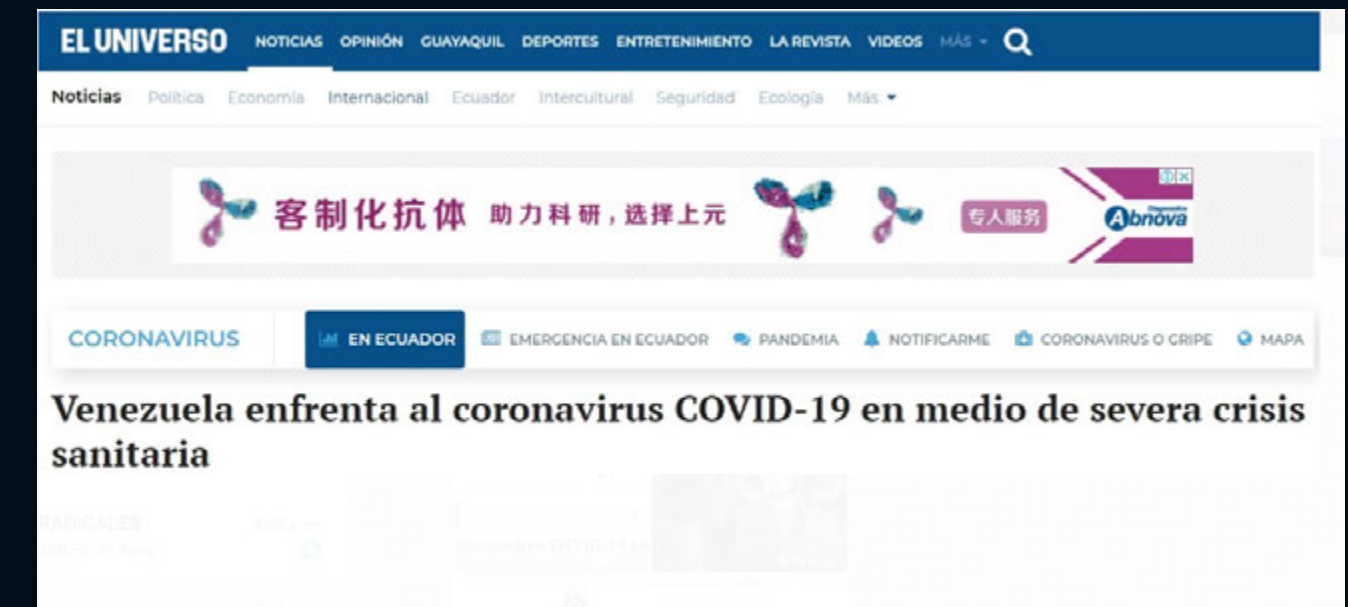 EL UNIVERSO NOTICIAS OPINIÓN GUAYAQUIL DEPORTES ENTRETENIMIENTO LA REVISTA VIDEOS MÁS
Noticias Política Economía Internacional Ecuador Intercultural Seguridad Ecología Más
客制化抗体 助力科研,选择上元 专人服务 Abnova
CORONAVIRUS EN ECUADOR EMERGENCIA EN ECUADOR PANDEMIA NOTIFICARME CORONAVIRUS O GRIPE MAPA
Venezuela enfrenta al coronavirus COVID-19 en medio de severa crisis
sanitaria
RADICALES